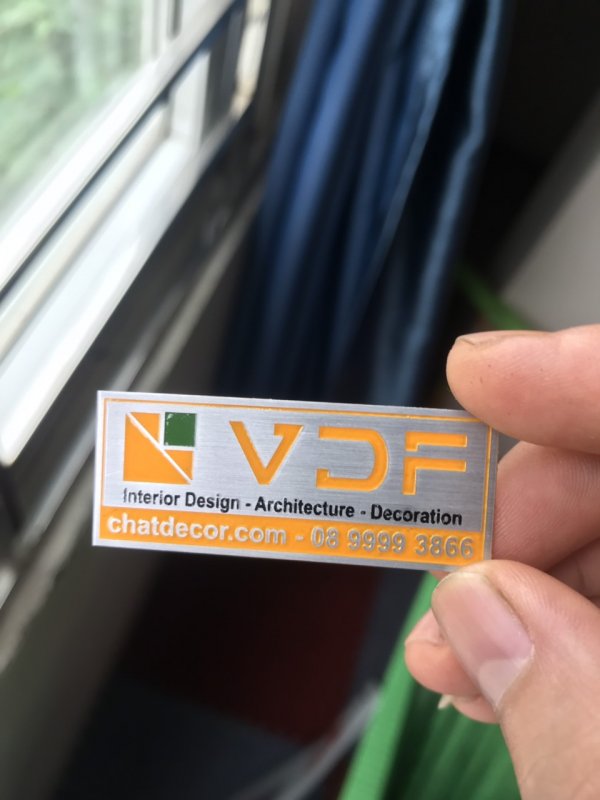 VDF
Interior Design - Architecture - Decoration
chatdecor.com - 08 9999 3866